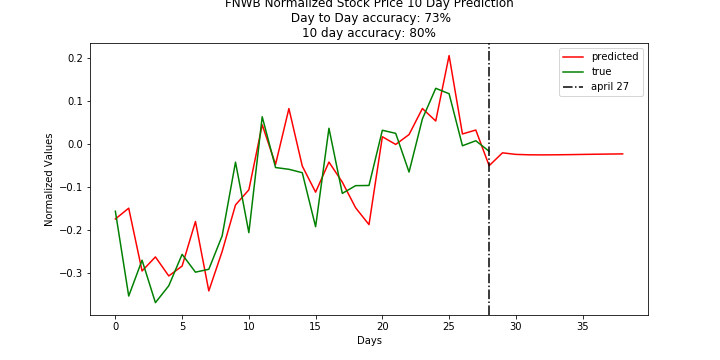 FNWB Normalized Stock Price 10 Day Prediction
Day to Day accuracy: 73%
10 day accuracy: 80%
predicted
true
april 27
Normalized Values
0.2
0.1
0.0
−0.1
−0.2
−0.3
0 5 10 15 20 25 30 35
Days